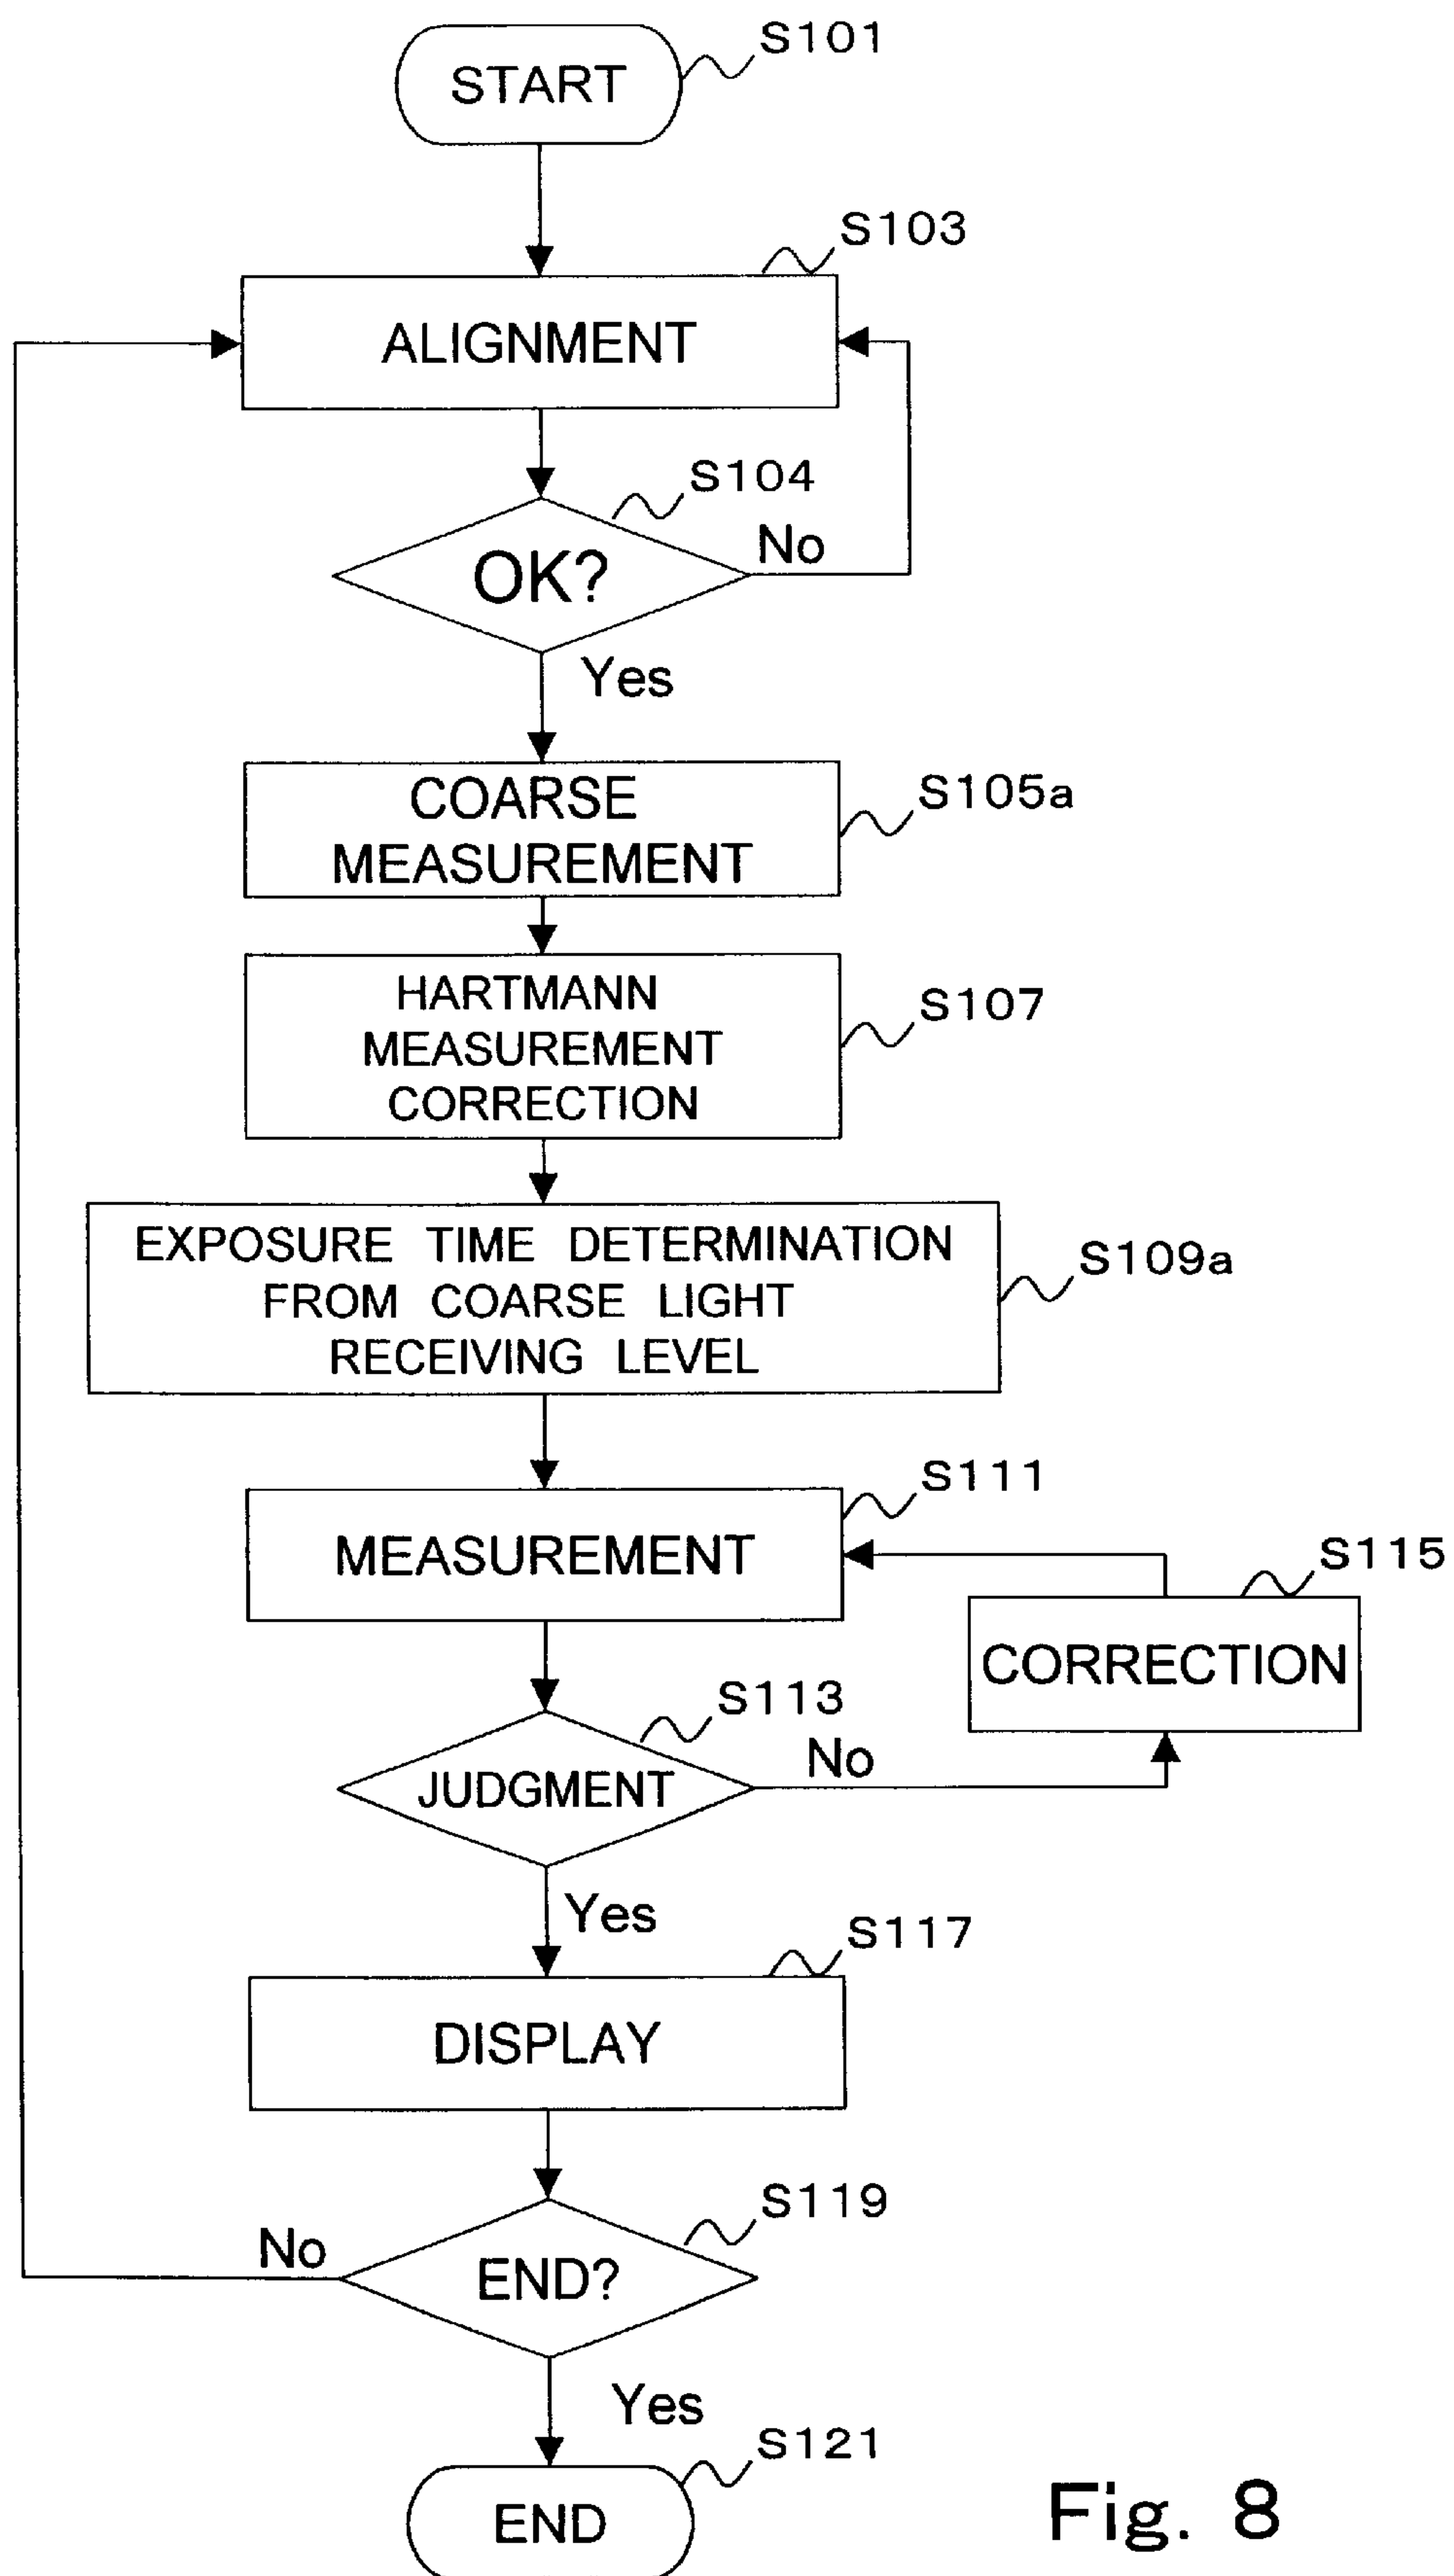 S101
START
S103
ALIGNMENT
S104
OK?
No
Yes
COARSE
MEASUREMENT
S105a
HARTMANN
MEASUREMENT
CORRECTION
S107
EXPOSURE TIME DETERMINATION
FROM COARSE LIGHT
RECEIVING LEVEL
S109a
S111
MEASUREMENT
S115
CORRECTION
S113
JUDGMENT
No
Yes
S117
DISPLAY
S119
No
END?
Yes
S121
END
Fig. 8